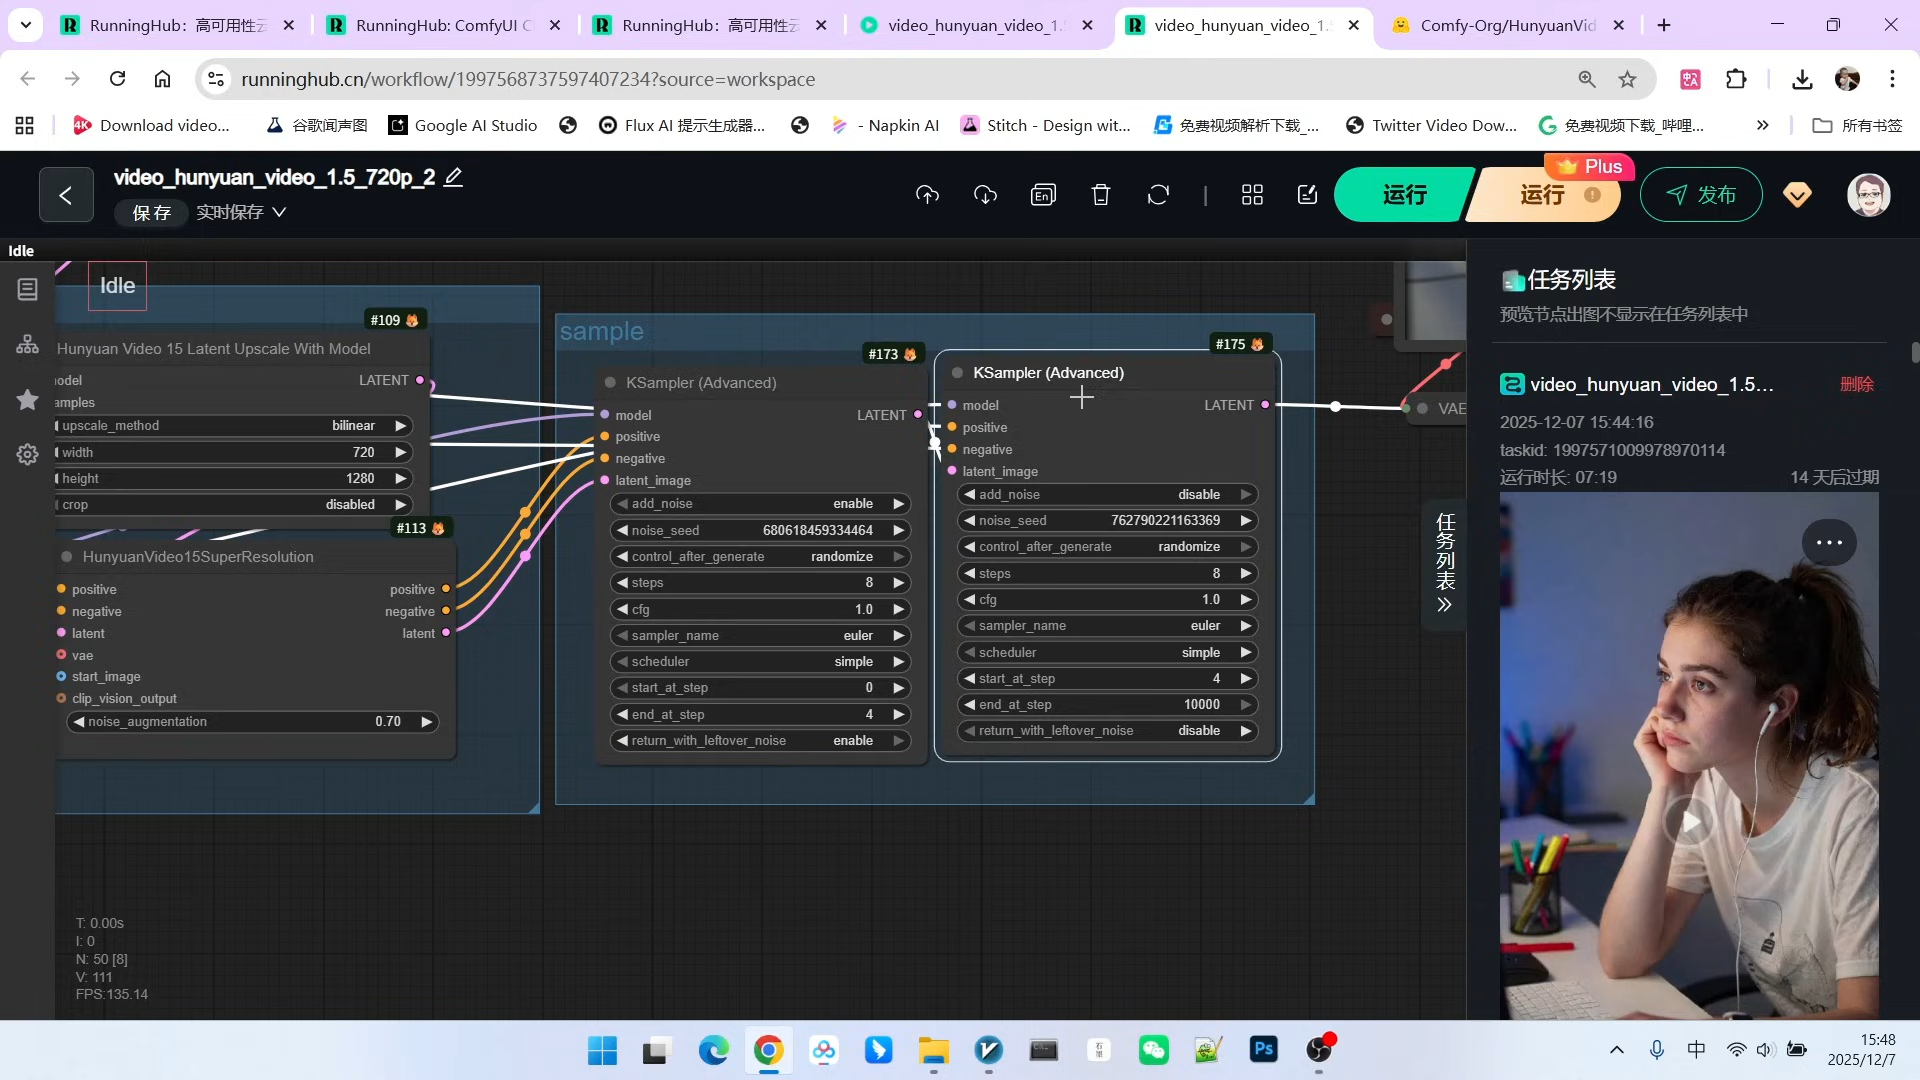 RunningHub：高可用性云
RunningHub: ComfyUI C
RunningHub：高可用性云
video_hunyuan_video_1.
video_hunyuan_video_1.
Comfy-Org/HunyuanVid
runninghub.cn/workflow/1997568737597407234?source=workspace
Download video...
谷歌闻声图
Google AI Studio
Flux AI 提示生成器...
- Napkin AI
Stitch - Design wit...
免费视频解析下载_...
Twitter Video Dow...
免费视频下载_哔哩...
所有书签
video_hunyuan_video_1.5_720p_2
保存
实时保存
En
运行
运行
Plus
发布
Idle
Idle
#109
Hunyuan Video 15 Latent Upscale With Model
odel
LATENT
amples
upscale_method bilinear
width 720
height 1280
crop disabled
#113
HunyuanVideo15SuperResolution
positive positive
negative negative
latent latent
vae
start_image
clip_vision_output
noise_augmentation 0.70
sample
#173
KSampler (Advanced)
model LATENT
positive
negative
latent_image
add_noise enable
noise_seed 680618459334464
control_after_generate randomize
steps 8
cfg 1.0
sampler_name euler
scheduler simple
start_at_step 0
end_at_step 4
return_with_leftover_noise enable
#175
KSampler (Advanced)
model LATENT
positive
negative
latent_image
add_noise disable
noise_seed 762790221163369
control_after_generate randomize
steps 8
cfg 1.0
sampler_name euler
scheduler simple
start_at_step 4
end_at_step 10000
return_with_leftover_noise disable
VAE
T: 0.00s
I: 0
N: 50 [8]
V: 111
FPS:135.14
任务列表
任务列表
预览节点出图不显示在任务列表中
video_hunyuan_video_1.5...
删除
2025-12-07 15:44:16
taskid: 1997571009978970114
运行时长: 07:19
14 天后过期
Ps
中
15:48
2025/12/7